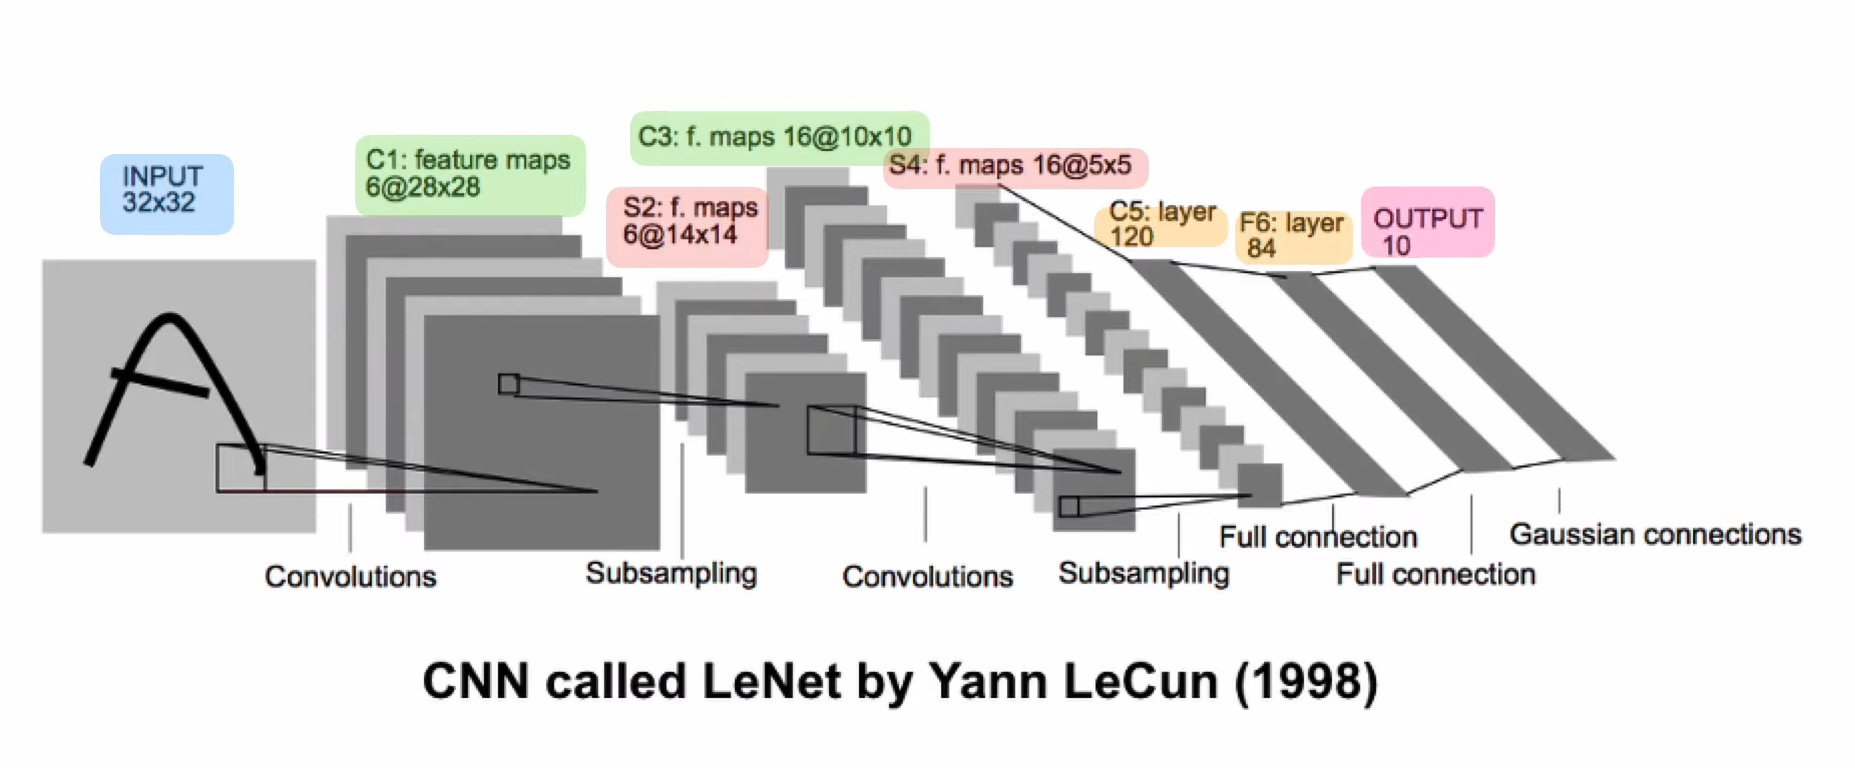 INPUT
32x32
C1: feature maps
6@28x28
S2: f. maps
6@14x14
C3: f. maps 16@10x10
S4: f. maps 16@5x5
C5: layer
120
F6: layer
84
OUTPUT
10
Convolutions
Subsampling
Convolutions
Subsampling
Full connection
Full connection
Gaussian connections
CNN called LeNet by Yann LeCun (1998)